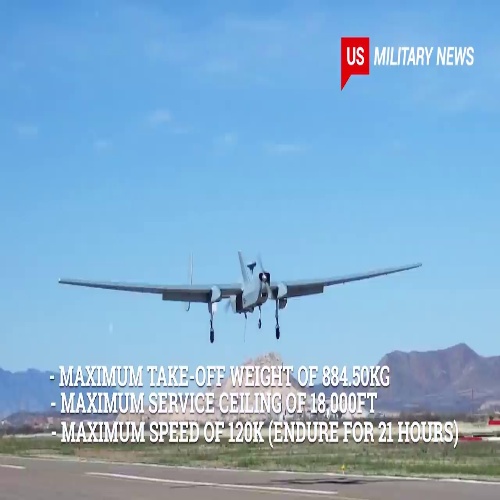 US MILITARY NEWS
- MAXIMUM TAKE-OFF WEIGHT OF 884.50KG
- MAXIMUM SERVICE CEILING OF 18,000FT
- MAXIMUM SPEED OF 120K (ENDURE FOR 21 HOURS)